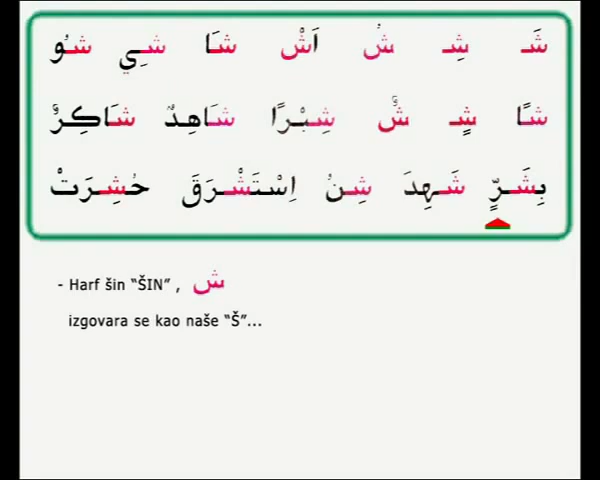 شَـ شِـ شُ اَشْ شَا شِي شُو
شًا شٍـ شٌ شِبْرًا شَاهِدٌ شَاكِرٌ
بِشَرٍّ شَهِدَ شِنُ اِسْتَشْرَقَ حُشِرَتْ
- Harf šin “ŠIN” , ش
izgovara se kao naše “Š”...